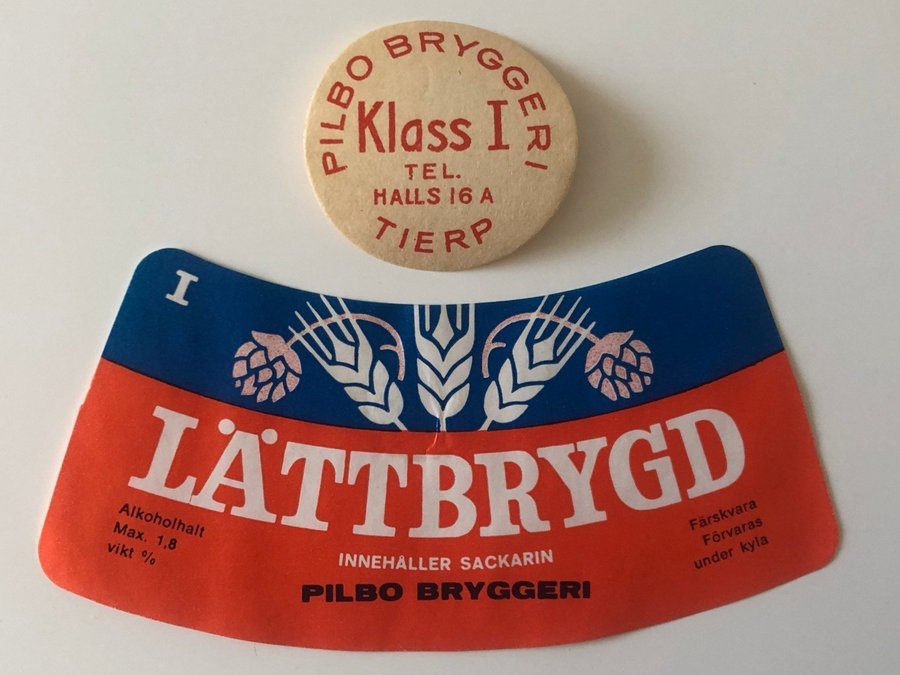 PILBO BRYGGERI
Klass I
TEL.
HALLS 16 A
TIERP
I
LÄTTBRYGD
Alkoholhalt
Max. 1,8
vikt %
INNEHÅLLER SACKARIN
PILBO BRYGGERI
Färskvara
Förvaras
under kyla